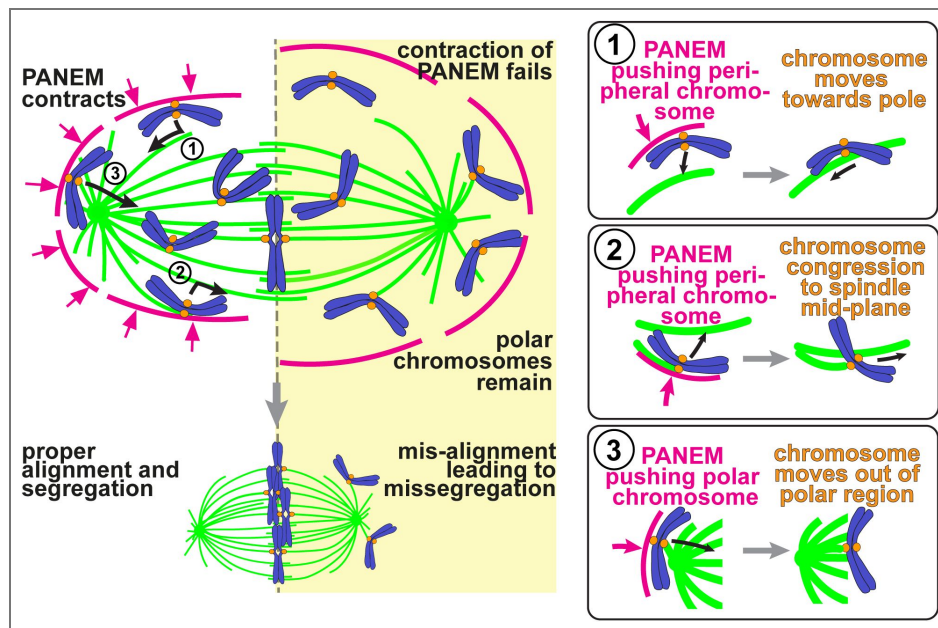 PANEM
contracts
contraction of
PANEM fails
1
3
2
polar
chromosomes
remain
proper
alignment and
segregation
mis-alignment
leading to
missegregation
1
PANEM
pushing peri-
pheral chromo-
some
chromosome
moves
towards pole
2
PANEM
pushing peri-
pheral chromo-
some
chromosome
congression
to spindle
mid-plane
3
PANEM
pushing polar
chromosome
chromosome
moves out of
polar region